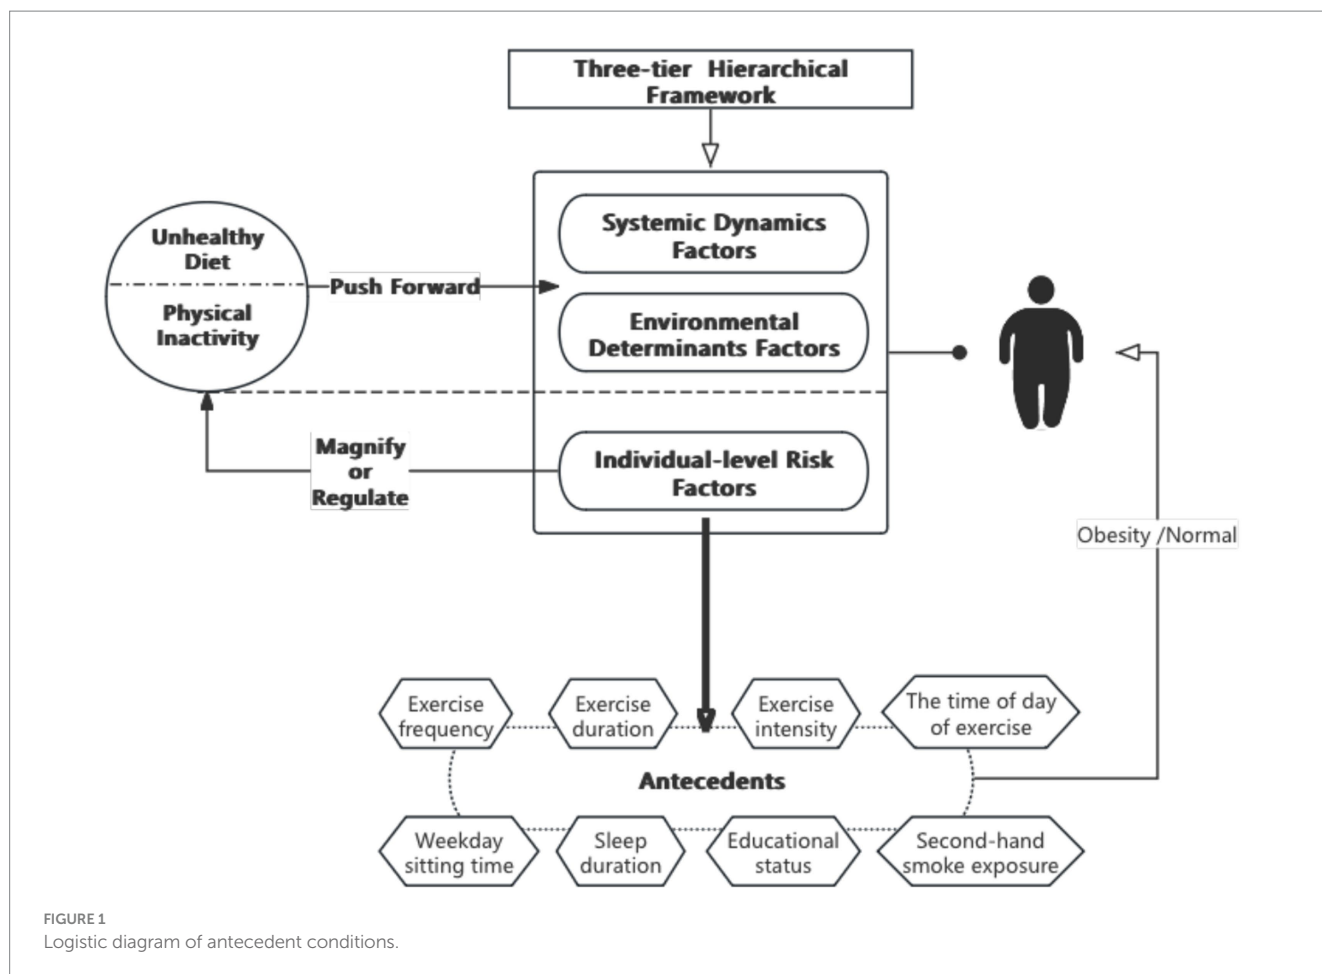 Three-tier Hierarchical
Framework
Systemic Dynamics
Factors
Unhealthy
Diet
Push Forward
Physical
Inactivity
Environmental
Determinants Factors
Magnify
or
Regulate
Individual-level Risk
Factors
Obesity /Normal
Exercise
frequency
Exercise
duration
Exercise
intensity
The time of day
of exercise
Antecedents
Weekday
sitting time
Sleep
duration
Educational
status
Second-hand
smoke exposure
FIGURE 1
Logistic diagram of antecedent conditions.